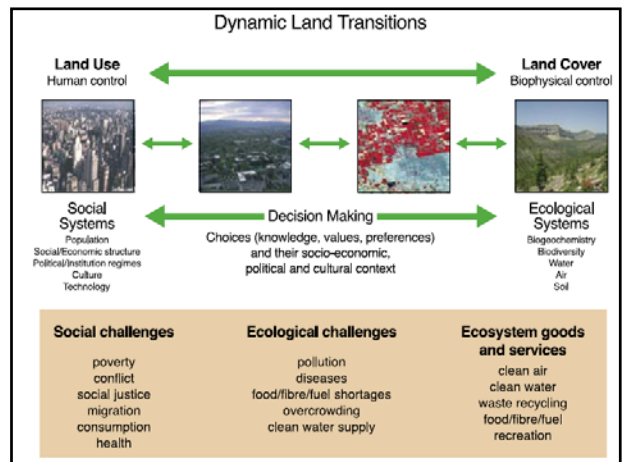 Dynamic Land Transitions
Land Use
Human control
Land Cover
Biophysical control
Social
Systems
Population
Social/Economic structure
Political/Institution regimes
Culture
Technology
Decision Making
Choices (knowledge, values, preferences)
and their socio-economic,
political and cultural context
Ecological
Systems
Biogeochemistry
Biodiversity
Water
Air
Soil
Social challenges
poverty
conflict
social justice
migration
consumption
health
Ecological challenges
pollution
diseases
food/fibre/fuel shortages
overcrowding
clean water supply
Ecosystem goods
and services
clean air
clean water
waste recycling
food/fibre/fuel
recreation